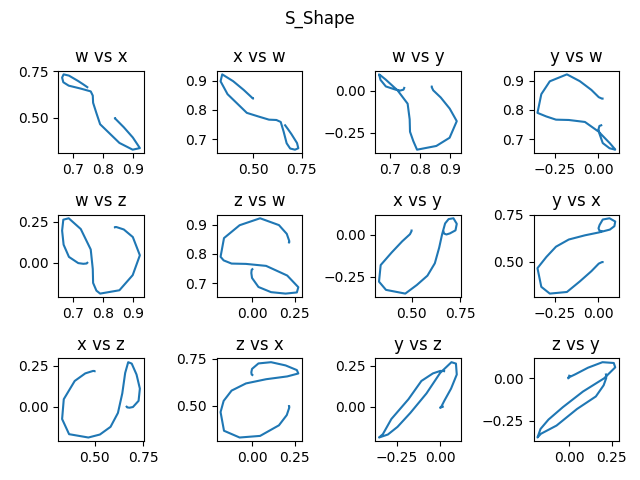 S_Shape
w vs x
x vs w
w vs y
y vs w
0.75
0.50
0.7 0.8 0.9
0.9
0.8
0.7
0.50 0.75
0.00
−0.25
0.7 0.8 0.9
0.9
0.8
0.7
−0.25 0.00
w vs z
z vs w
x vs y
y vs x
0.25
0.00
0.7 0.8 0.9
0.9
0.8
0.7
0.00 0.25
0.00
−0.25
0.50 0.75
0.75
0.50
−0.25 0.00
x vs z
z vs x
y vs z
z vs y
0.25
0.00
0.50 0.75
0.75
0.50
0.00 0.25
0.25
0.00
−0.25 0.00
0.00
−0.25
0.00 0.25